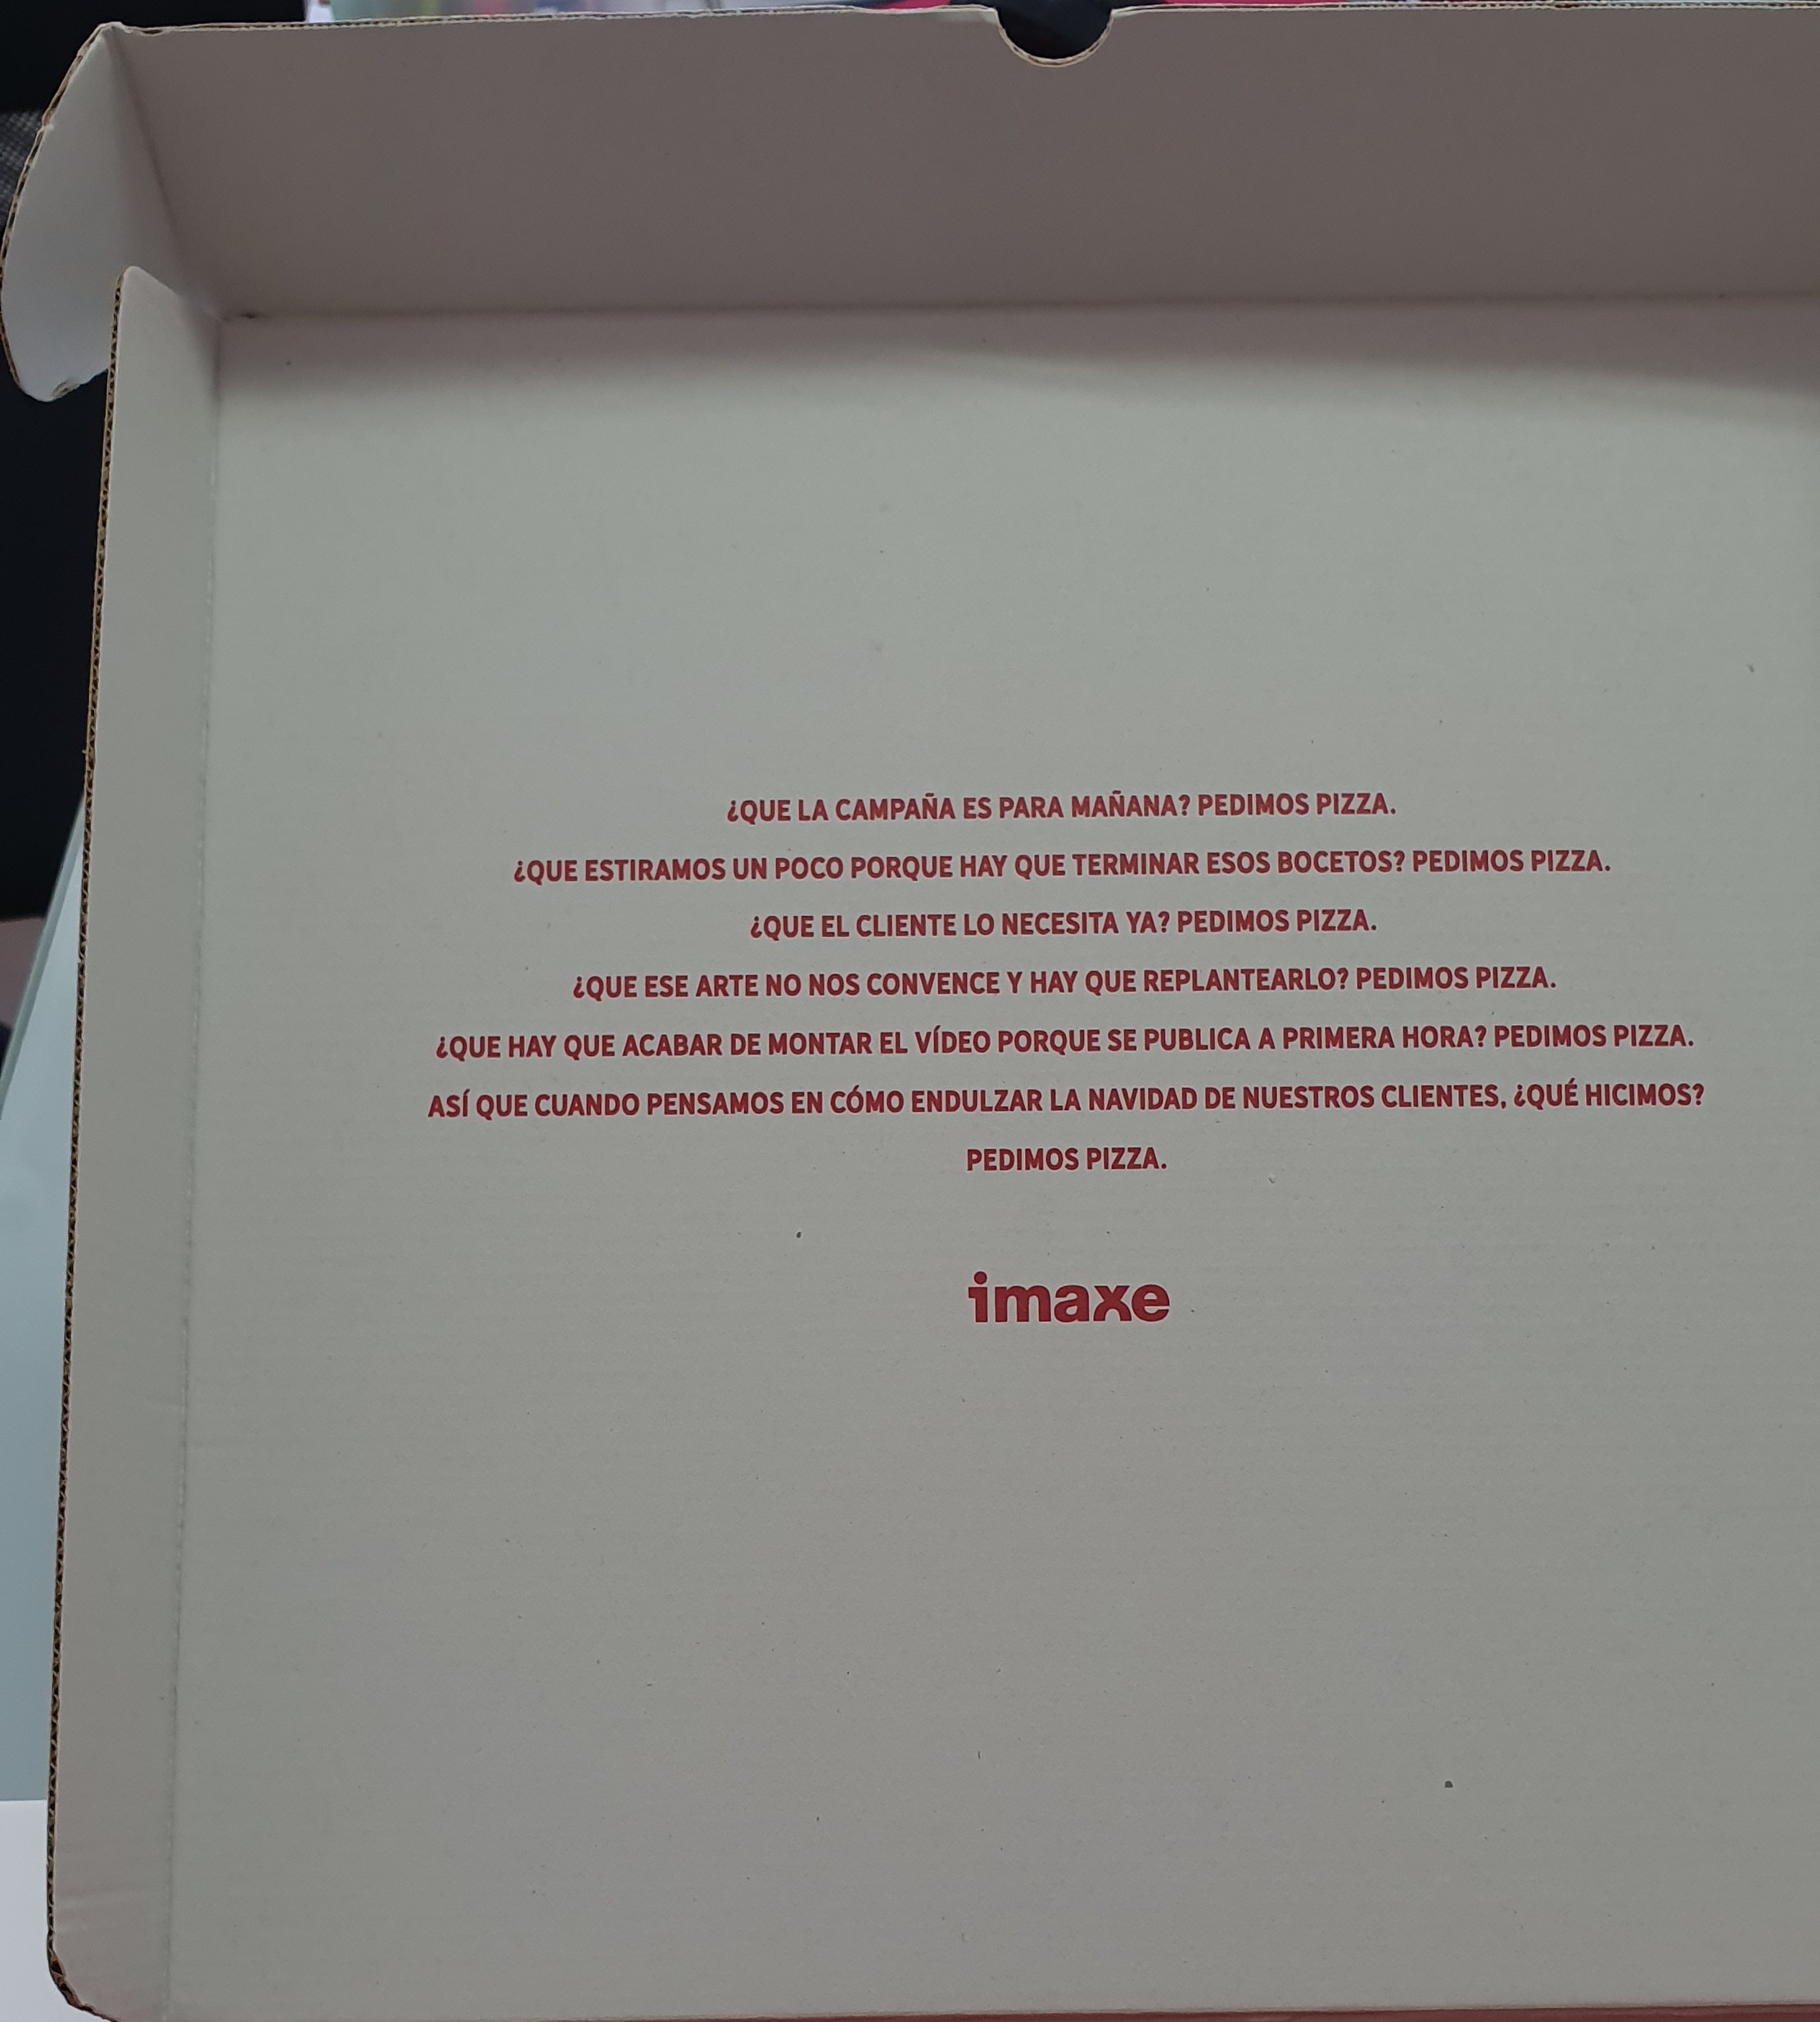 ¿QUE LA CAMPAÑA ES PARA MAÑANA? PEDIMOS PIZZA.
¿QUE ESTIRAMOS UN POCO PORQUE HAY QUE TERMINAR ESOS BOCETOS? PEDIMOS PIZZA.
¿QUE EL CLIENTE LO NECESITA YA? PEDIMOS PIZZA.
¿QUE ESE ARTE NO NOS CONVENCE Y HAY QUE REPLANTEARLO? PEDIMOS PIZZA.
¿QUE HAY QUE ACABAR DE MONTAR EL VÍDEO PORQUE SE PUBLICA A PRIMERA HORA? PEDIMOS PIZZA.
ASÍ QUE CUANDO PENSAMOS EN CÓMO ENDULZAR LA NAVIDAD DE NUESTROS CLIENTES, ¿QUÉ HICIMOS?
PEDIMOS PIZZA.
imaxe